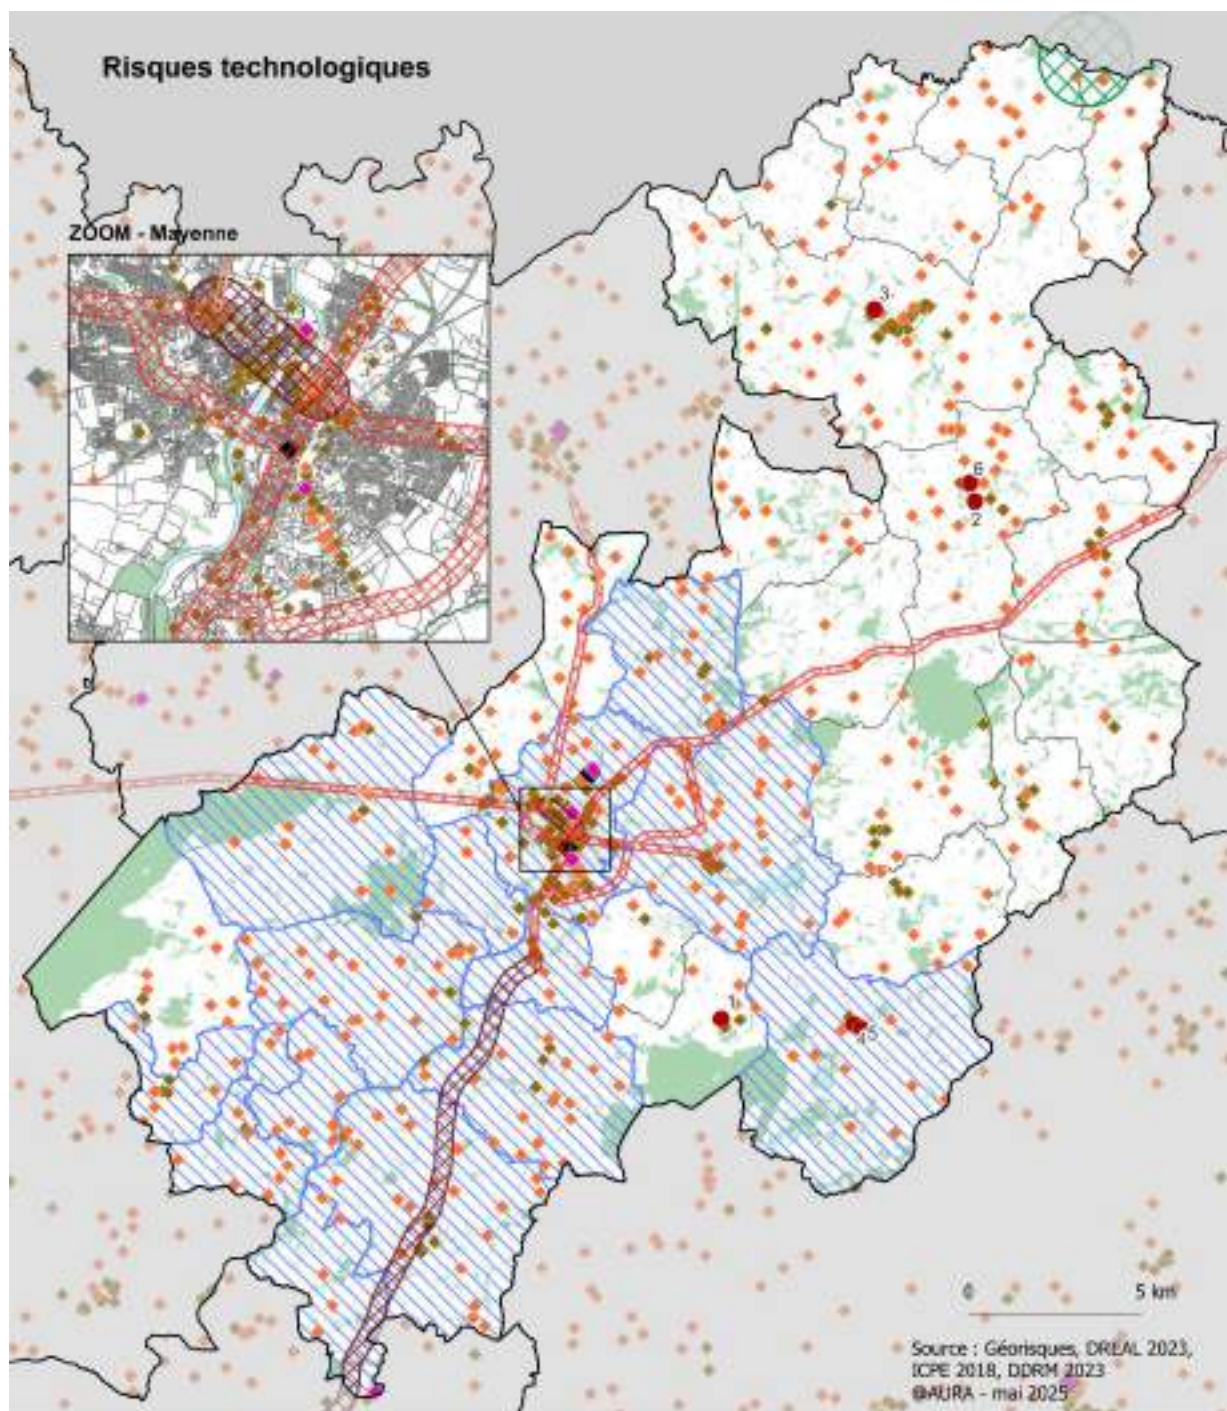 Risques technologiques
ZOOM - Mayenne
3
6
2
1
4
5
0 5 km
Source : Géorisques, DREAL 2023,
ICPE 2018, DDRM 2023
@AURA - mai 2025